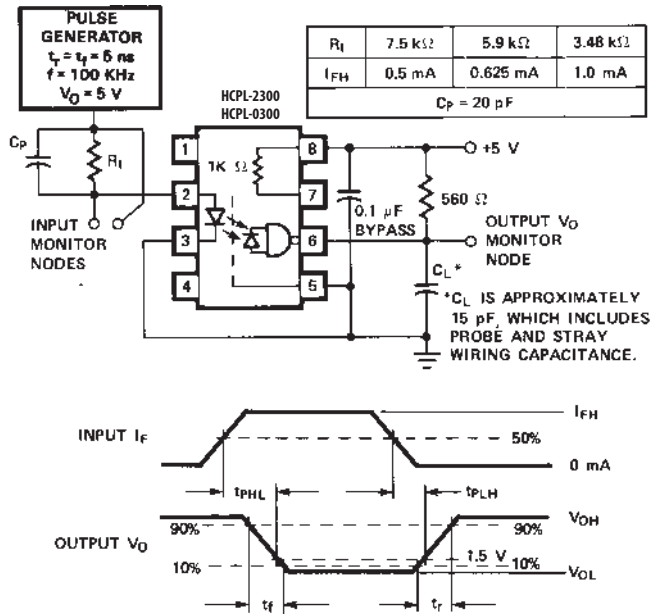 PULSE
GENERATOR
tr = tf = 5 ns
f = 100 KHz
VO = 5 V
RI 7.5 kΩ 5.9 kΩ 3.48 kΩ
IFH 0.5 mA 0.625 mA 1.0 mA
CP = 20 pF
HCPL-2300
HCPL-0300
CP
RI
1
2
3
4
1K Ω
8
7
6
5
+5 V
0.1 μF
BYPASS
560 Ω
INPUT
MONITOR
NODES
OUTPUT VO
MONITOR
NODE
CL*
*CL IS APPROXIMATELY
15 pF, WHICH INCLUDES
PROBE AND STRAY
WIRING CAPACITANCE.
INPUT IF
IFH
50%
0 mA
tPHL
tPLH
OUTPUT VO
90%
10%
90%
VOH
1.5 V
10%
VOL
tf
tr